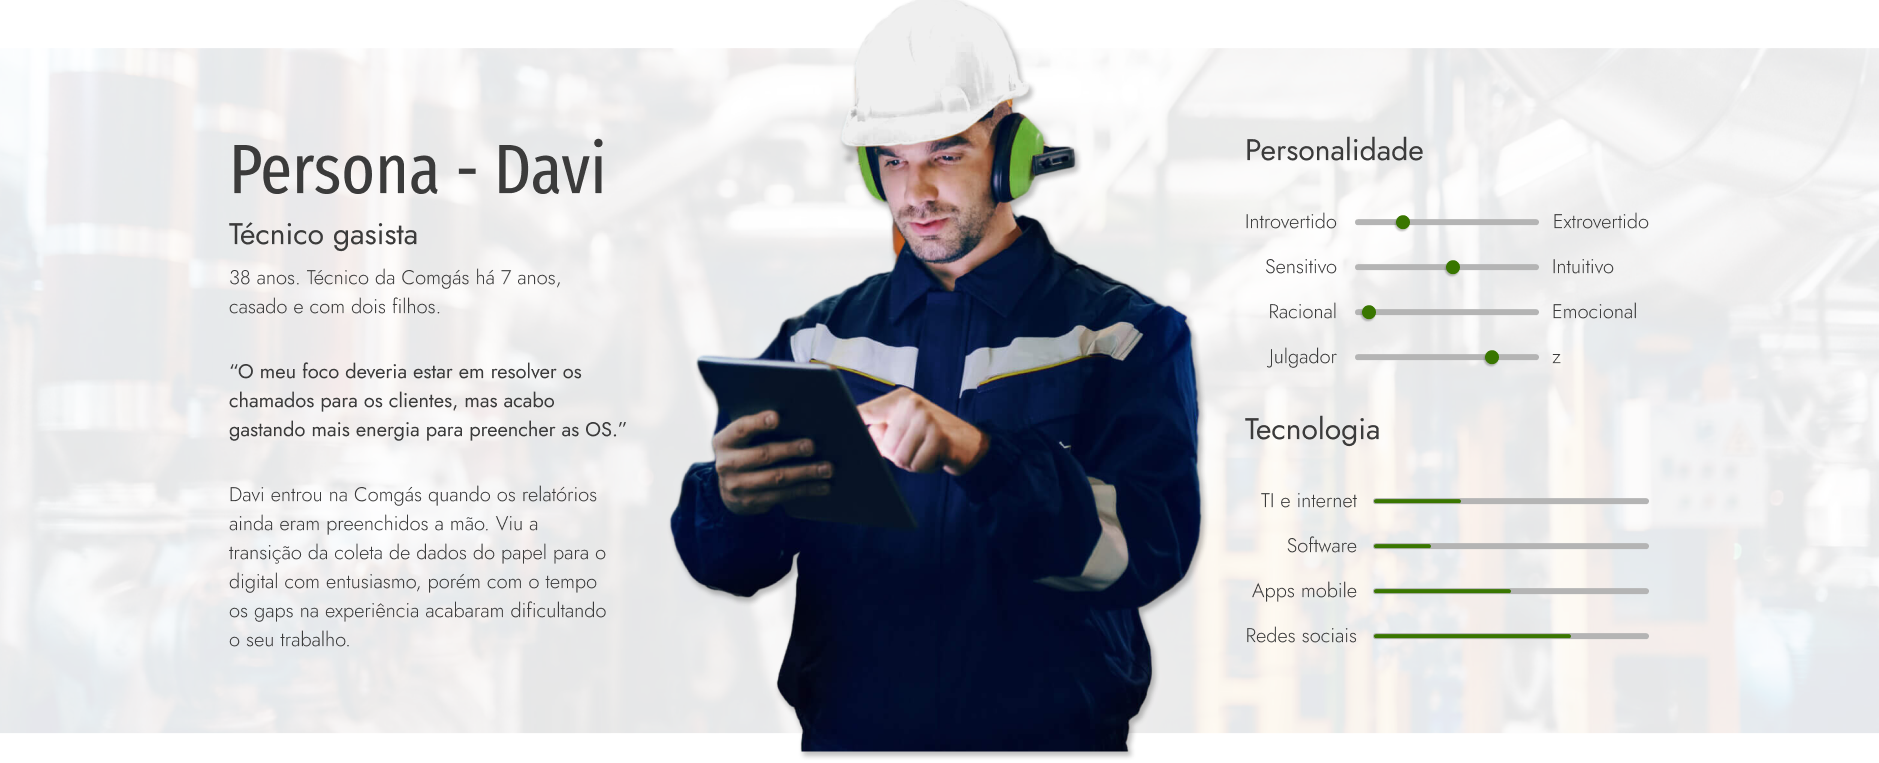 Persona - Davi
Técnico gasista
38 anos. Técnico da Comgás há 7 anos,
casado e com dois filhos.
“O meu foco deveria estar em resolver os
chamados para os clientes, mas acabo
gastando mais energia para preencher as OS.”
Davi entrou na Comgás quando os relatórios
ainda eram preenchidos a mão. Viu a
transição da coleta de dados do papel para o
digital com entusiasmo, porém com o tempo
os gaps na experiência acabaram dificultando
o seu trabalho.
Personalidade
Introvertido Extrovertido
Sensitivo Intuitivo
Racional Emocional
Julgador z
Tecnologia
TI e internet
Software
Apps mobile
Redes sociais